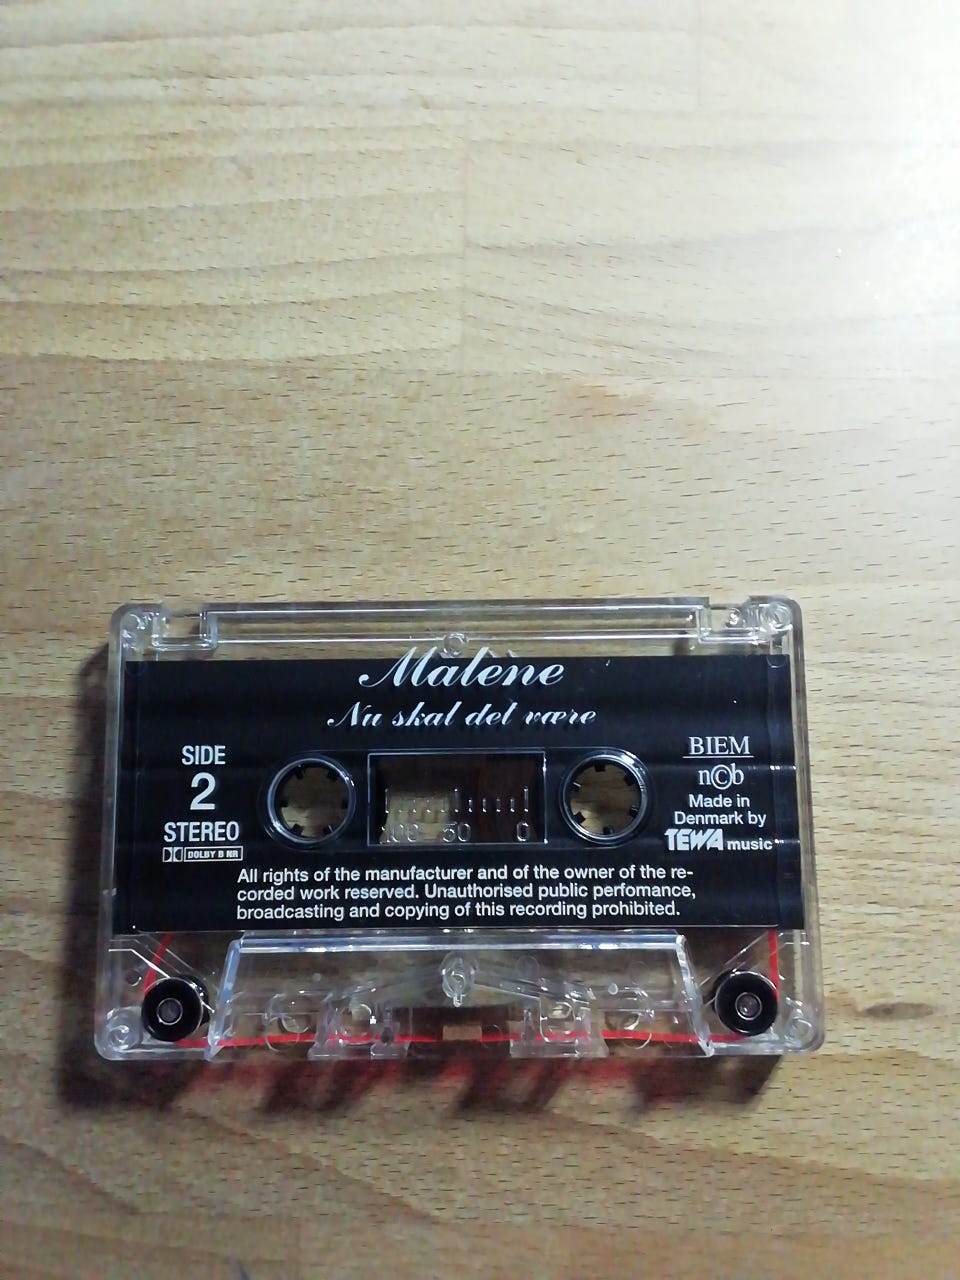 Malene
Nu skal det være
SIDE
2
STEREO
DOLBY B NR
BIEM
n©b
Made in
Denmark by
TEWA music
100 50 0
All rights of the manufacturer and of the owner of the re-
corded work reserved. Unauthorised public perfomance,
broadcasting and copying of this recording prohibited.